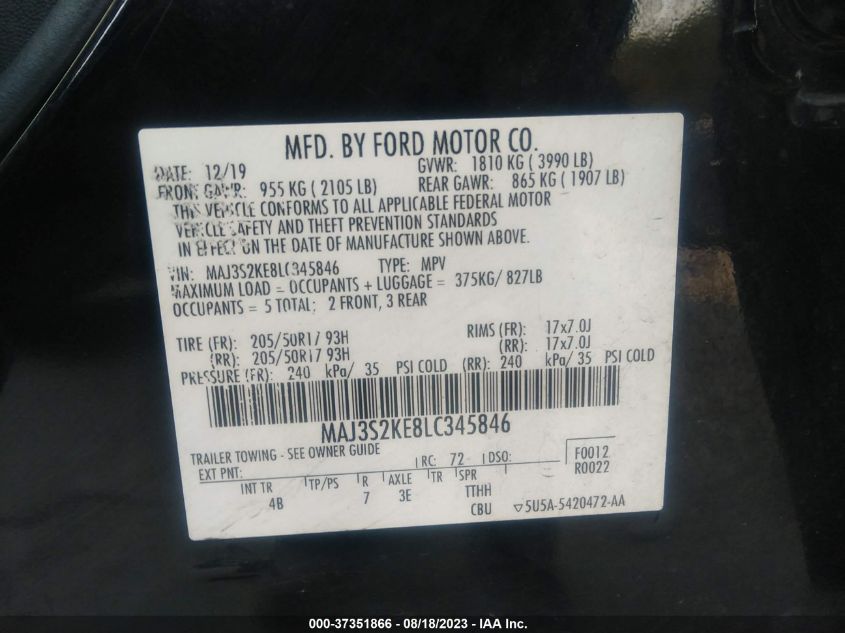 MFD. BY FORD MOTOR CO.
DATE: 12/19 GVWR: 1810 KG ( 3990 LB)
FRONT GAWR: 955 KG ( 2105 LB) REAR GAWR: 865 KG ( 1907 LB)
THIS VEHICLE CONFORMS TO ALL APPLICABLE FEDERAL MOTOR
VEHICLE SAFETY AND THEFT PREVENTION STANDARDS
IN EFFECT ON THE DATE OF MANUFACTURE SHOWN ABOVE.
VIN: MAJ3S2KE8LC345846 TYPE: MPV
MAXIMUM LOAD = OCCUPANTS + LUGGAGE = 375KG/ 827LB
OCCUPANTS = 5 TOTAL; 2 FRONT, 3 REAR
TIRE (FR): 205/50R17 93H RIMS (FR): 17x7.0J
(RR): 205/50R17 93H (RR): 17x7.0J
PRESSURE (FR): 240 kPa/ 35 PSI COLD (RR): 240 kPa/ 35 PSI COLD
MAJ3S2KE8LC345846
TRAILER TOWING - SEE OWNER GUIDE
EXT PNT: RC: 72 DSO: F0012
R0022
INT TR TP/PS R AXLE TR SPR
4B 7 3E TTHH
CBU ▽5U5A-5420472-AA
000-37351866 - 08/18/2023 - IAA Inc.